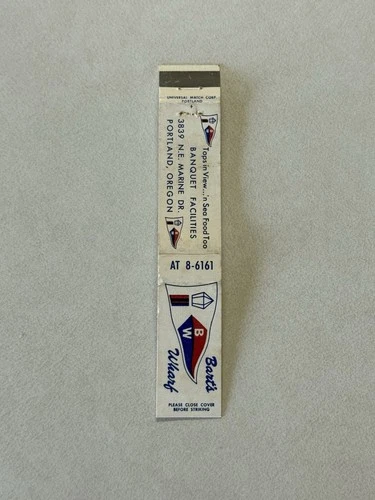 UNIVERSAL MATCH CORP.
PORTLAND
Tops in View...'n Sea Food Too
BANQUET FACILITIES
3839 N.E. MARINE DR.
PORTLAND, OREGON
AT 8-6161
B
W
Bart's
Wharf
PLEASE CLOSE COVER
BEFORE STRIKING